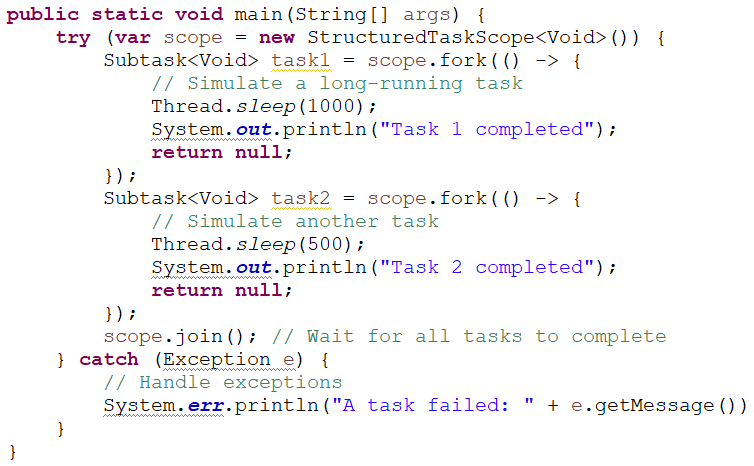 public static void main(String[] args) {
    try (var scope = new StructuredTaskScope<Void>()) {
        Subtask<Void> task1 = scope.fork(() -> {
            // Simulate a long-running task
            Thread.sleep(1000);
            System.out.println("Task 1 completed");
            return null;
        });
        Subtask<Void> task2 = scope.fork(() -> {
            // Simulate another task
            Thread.sleep(500);
            System.out.println("Task 2 completed");
            return null;
        });
        scope.join(); // Wait for all tasks to complete
    } catch (Exception e) {
        // Handle exceptions
        System.err.println("A task failed: " + e.getMessage())
    }
}